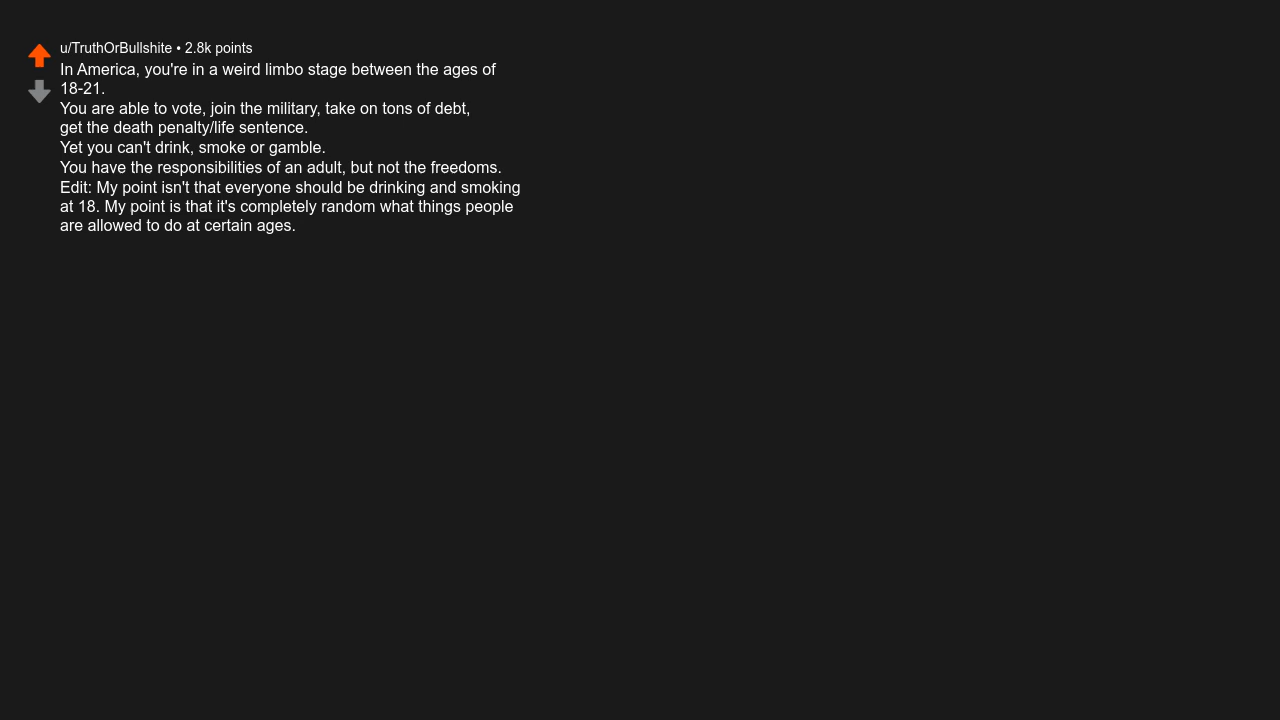 u/TruthOrBullshite • 2.8k points
In America, you're in a weird limbo stage between the ages of
18-21.
You are able to vote, join the military, take on tons of debt,
get the death penalty/life sentence.
Yet you can't drink, smoke or gamble.
You have the responsibilities of an adult, but not the freedoms.
Edit: My point isn't that everyone should be drinking and smoking
at 18. My point is that it's completely random what things people
are allowed to do at certain ages.